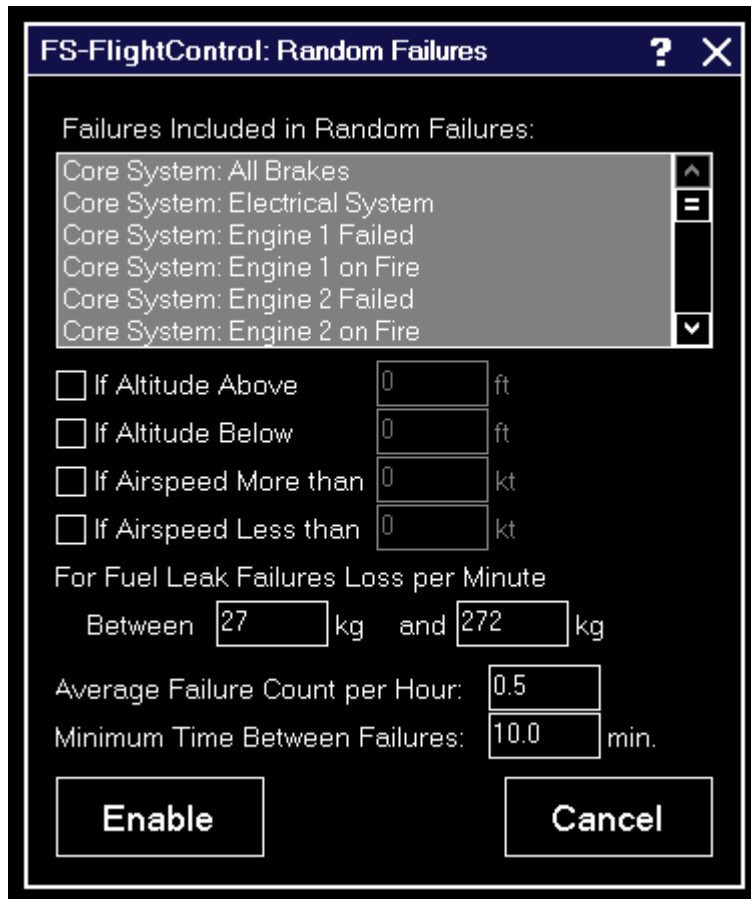 FS-FlightControl: Random Failures ? X
Failures Included in Random Failures:
Core System: All Brakes
Core System: Electrical System
Core System: Engine 1 Failed
Core System: Engine 1 on Fire
Core System: Engine 2 Failed
Core System: Engine 2 on Fire
If Altitude Above 0 ft
If Altitude Below 0 ft
If Airspeed More than 0 kt
If Airspeed Less than 0 kt
For Fuel Leak Failures Loss per Minute
Between 27 kg and 272 kg
Average Failure Count per Hour: 0.5
Minimum Time Between Failures: 10.0 min.
Enable Cancel